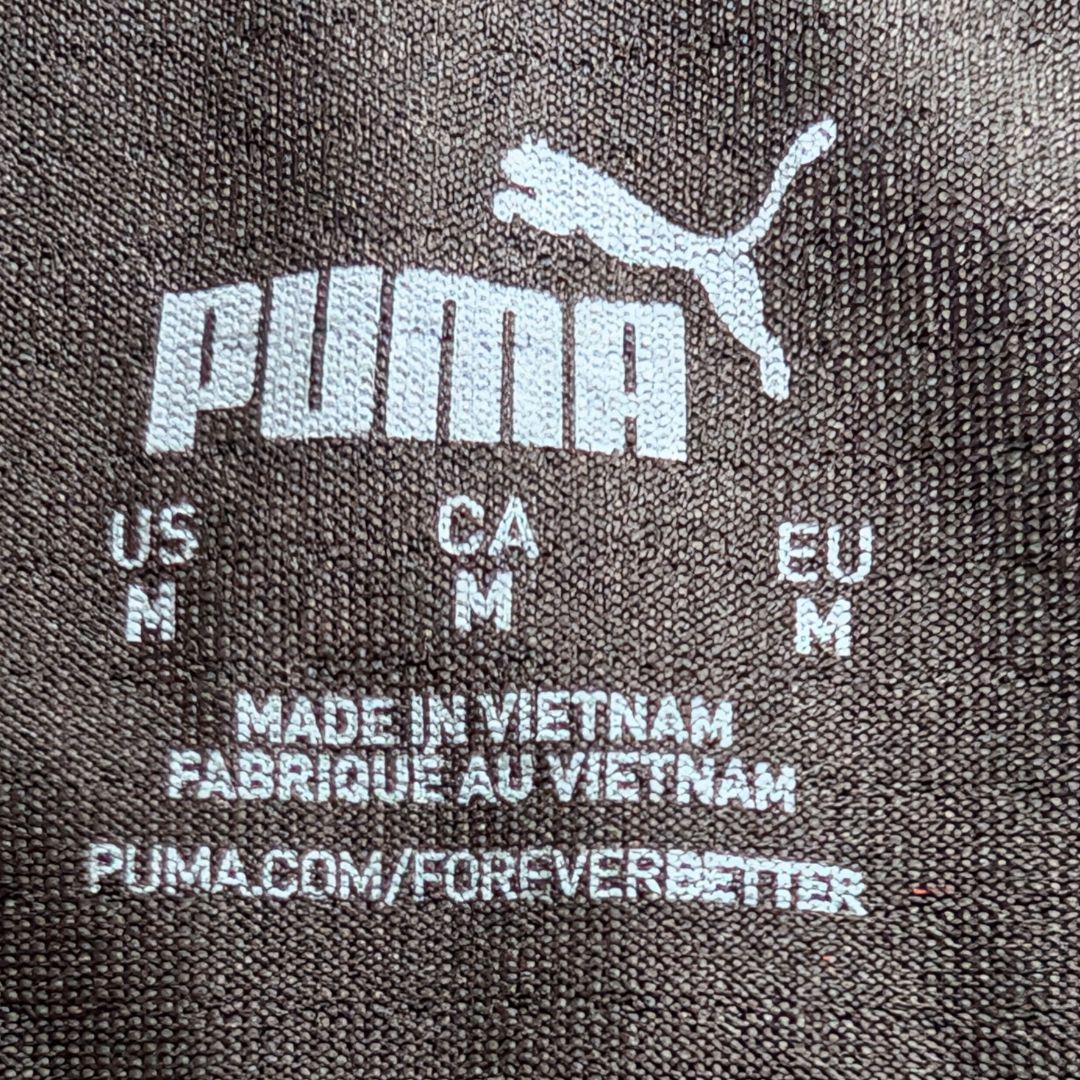 PUMA
US CA EU
M M M
MADE IN VIETNAM
FABRIQUE AU VIETNAM
PUMA.COM/FOREVERBETTER